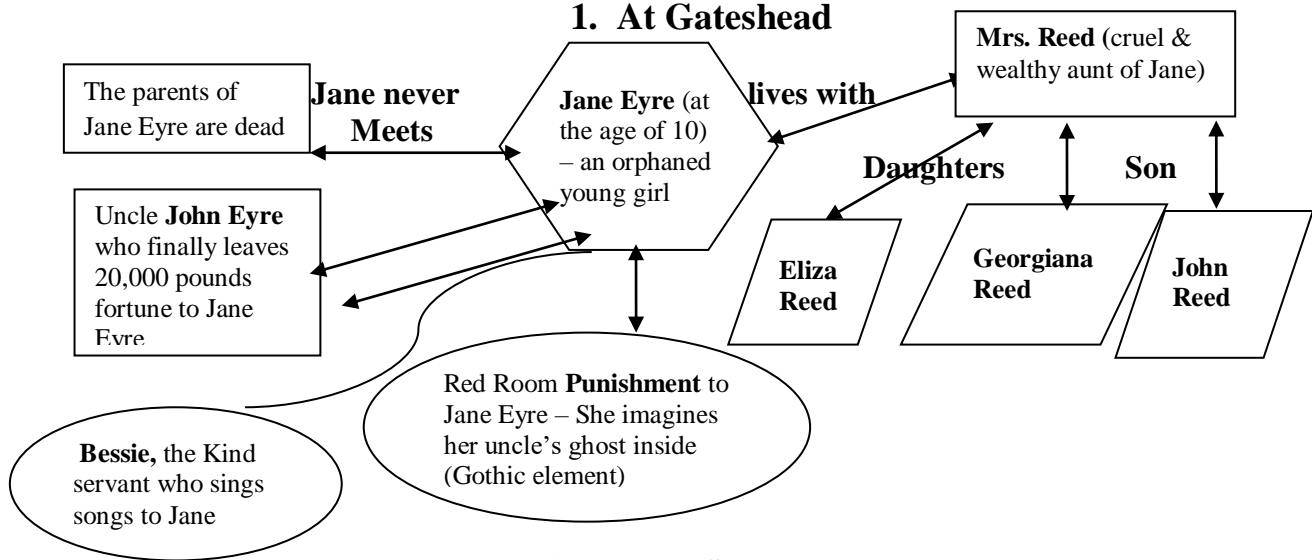 1. At Gateshead
The parents of
Jane Eyre are dead
Jane never
Meets
Jane Eyre (at
the age of 10)
– an orphaned
young girl
lives with
Mrs. Reed (cruel &
wealthy aunt of Jane)
Uncle John Eyre
who finally leaves
20,000 pounds
fortune to Jane
Eyre
Daughters
Son
Eliza
Reed
Georgiana
Reed
John
Reed
Red Room Punishment to
Jane Eyre – She imagines
her uncle’s ghost inside
(Gothic element)
Bessie, the Kind
servant who sings
songs to Jane